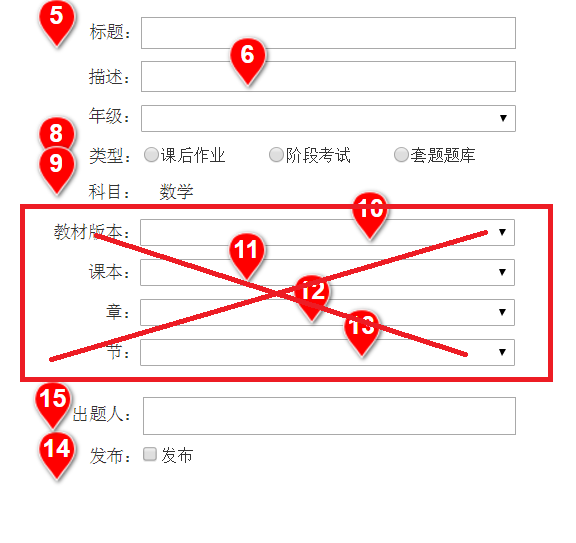 5 标题：
6
描述：
年级：
8
9 类型： 课后作业 阶段考试 套题题库
科目： 数学
10
教材版本：
11
课本：
12
章：
13
节：
15 出题人：
14 发布： 发布